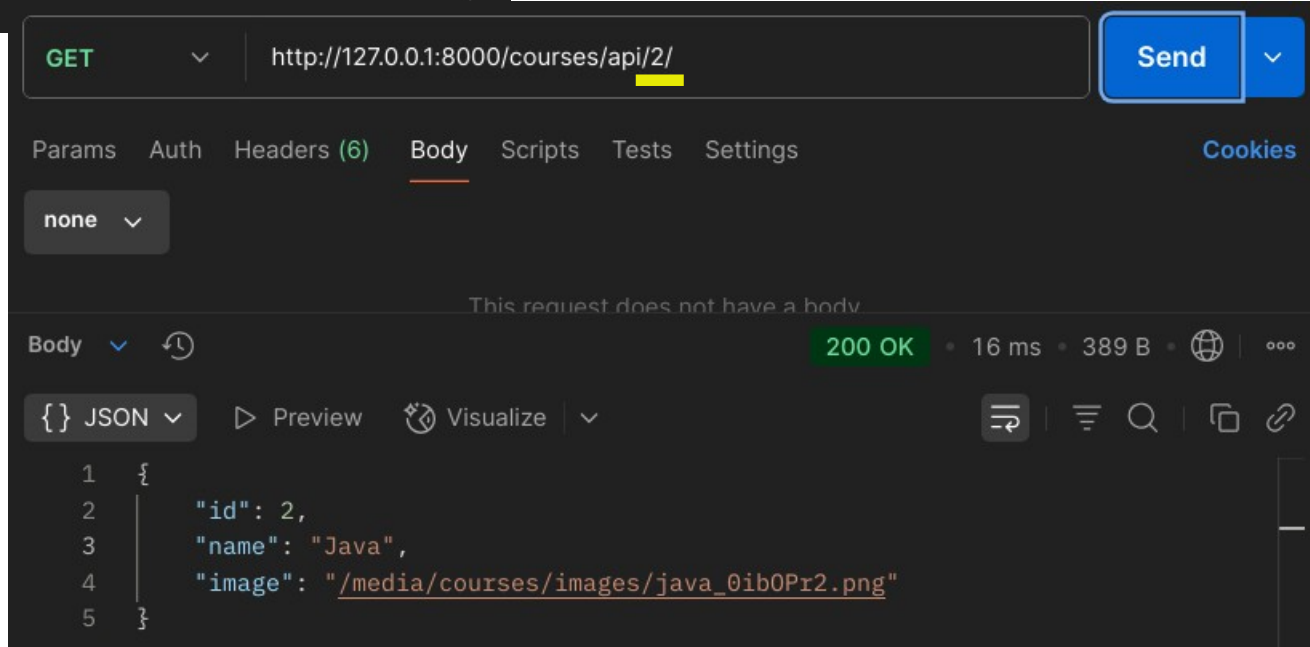 GET http://127.0.0.1:8000/courses/api/2/ Send
Params Auth Headers (6) Body Scripts Tests Settings Cookies
none
This request does not have a body
Body 200 OK • 16 ms • 389 B
{} JSON Preview Visualize
1 {
2 "id": 2,
3 "name": "Java",
4 "image": "/media/courses/images/java_0ibOPr2.png"
5 }